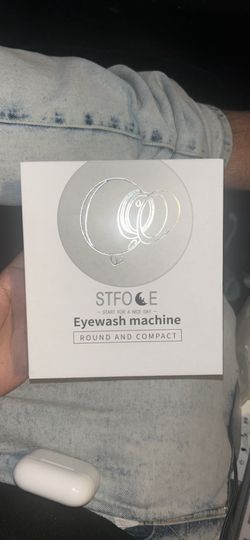 STFOCE
- START FOR A NICE DAY -
Eyewash machine
ROUND AND COMPACT